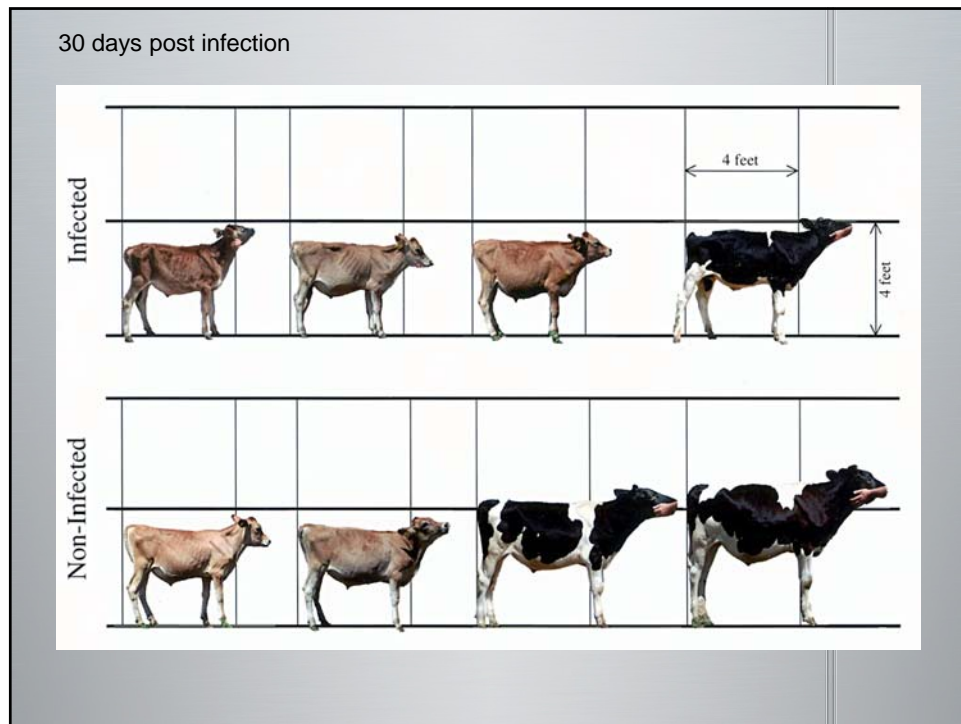 30 days post infection
Infected
4 feet
4 feet
Non-Infected